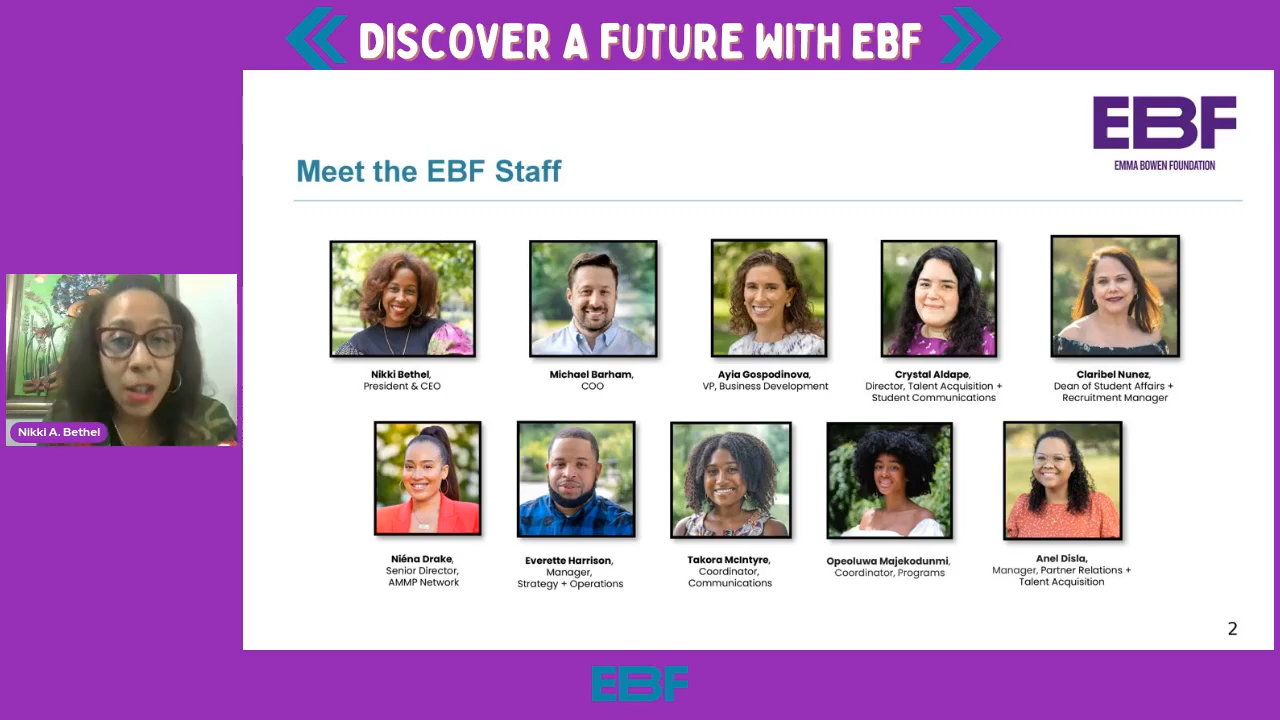 DISCOVER A FUTURE WITH EBF
EBF
EMMA BOWEN FOUNDATION
Meet the EBF Staff
Nikki Bethel,
President & CEO
Michael Barham,
COO
Ayia Gospodinova,
VP, Business Development
Crystal Aldape,
Director, Talent Acquisition +
Student Communications
Claribel Nunez,
Dean of Student Affairs +
Recruitment Manager
Nikki A. Bethel
Niéna Drake,
Senior Director,
AMMP Network
Everette Harrison,
Manager,
Strategy + Operations
Takora McIntyre,
Coordinator,
Communications
Opeoluwa Majekodunmi,
Coordinator, Programs
Anel Disla,
Manager, Partner Relations +
Talent Acquisition
2
EBF